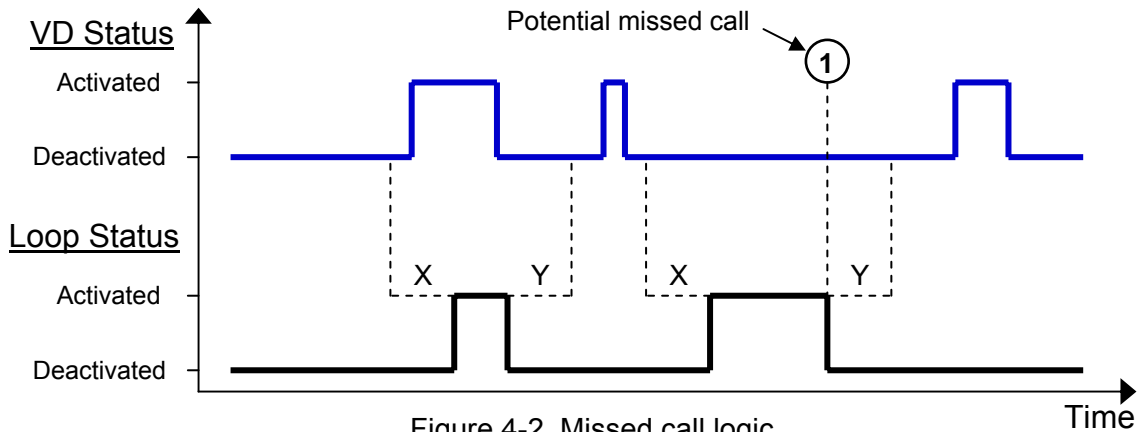 Potential missed call
VD Status
1
Activated
Deactivated
Loop Status
X Y X Y
Activated
Deactivated
Time
Figure 4-2. Missed call logic